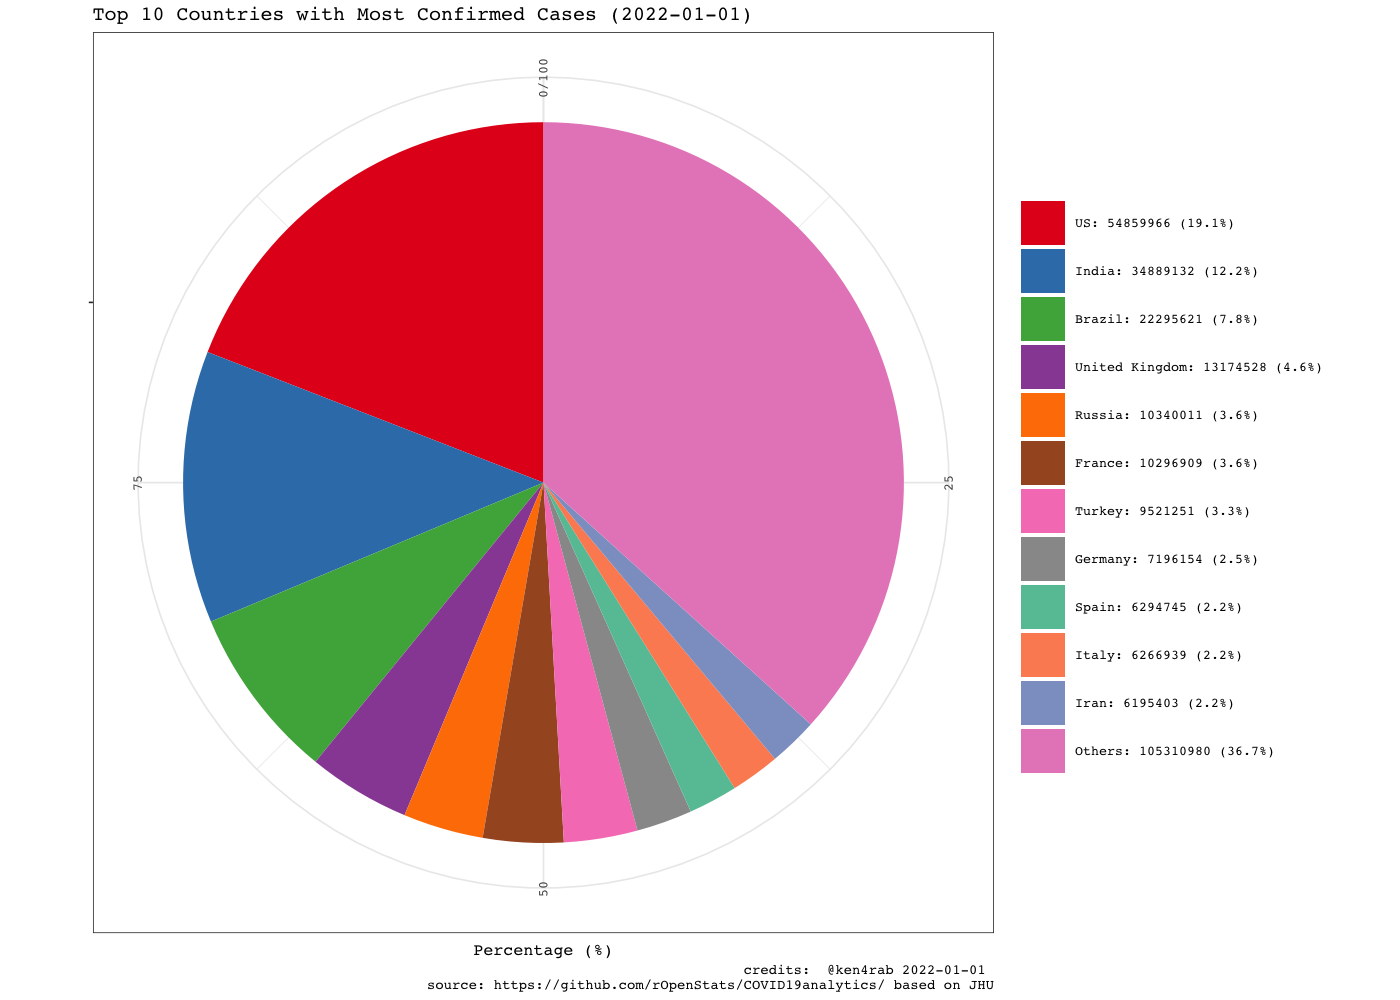 Top 10 Countries with Most Confirmed Cases (2022-01-01)
0/100
25
50
75
US: 54859966 (19.1%)
India: 34889132 (12.2%)
Brazil: 22295621 (7.8%)
United Kingdom: 13174528 (4.6%)
Russia: 10340011 (3.6%)
France: 10296909 (3.6%)
Turkey: 9521251 (3.3%)
Germany: 7196154 (2.5%)
Spain: 6294745 (2.2%)
Italy: 6266939 (2.2%)
Iran: 6195403 (2.2%)
Others: 105310980 (36.7%)
Percentage (%)
credits:  @ken4rab 2022-01-01
source: https://github.com/rOpenStats/COVID19analytics/ based on JHU